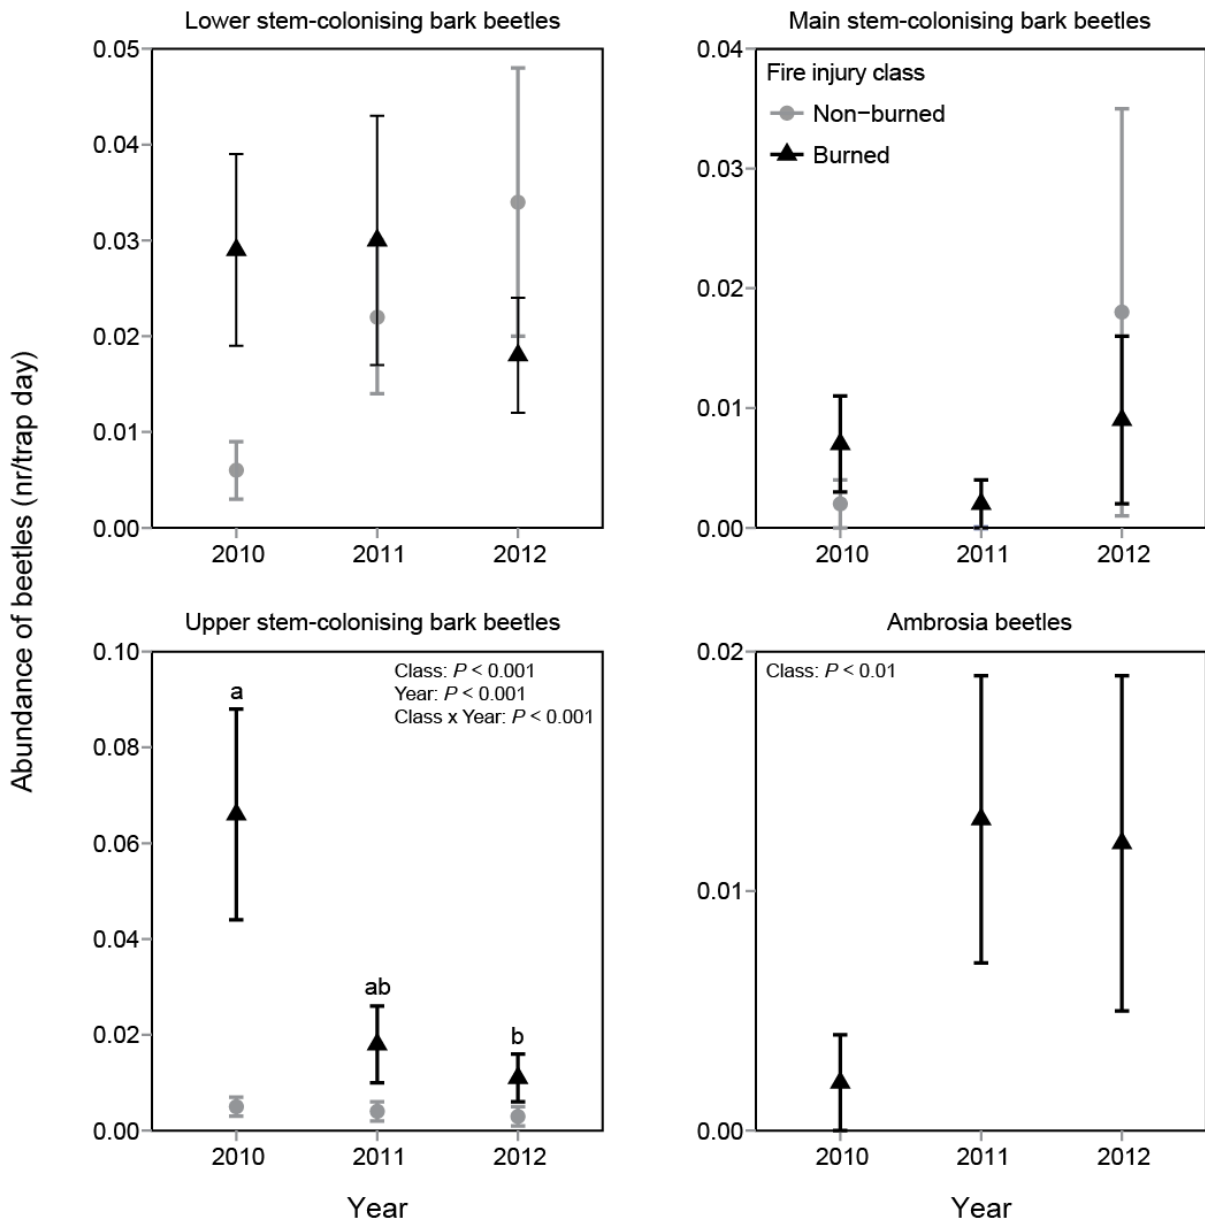 Lower stem-colonising bark beetles
0.05
0.04
0.03
0.02
0.01
0.00
2010 2011 2012
Main stem-colonising bark beetles
0.04
0.03
0.02
0.01
0.00
Fire injury class
Non−burned
Burned
2010 2011 2012
Abundance of beetles (nr/trap day)
Upper stem-colonising bark beetles
0.10
0.08
0.06
0.04
0.02
0.00
Class: P < 0.001
Year: P < 0.001
Class x Year: P < 0.001
a
ab
b
2010 2011 2012
Year
Ambrosia beetles
0.02
0.01
0.00
Class: P < 0.01
2010 2011 2012
Year